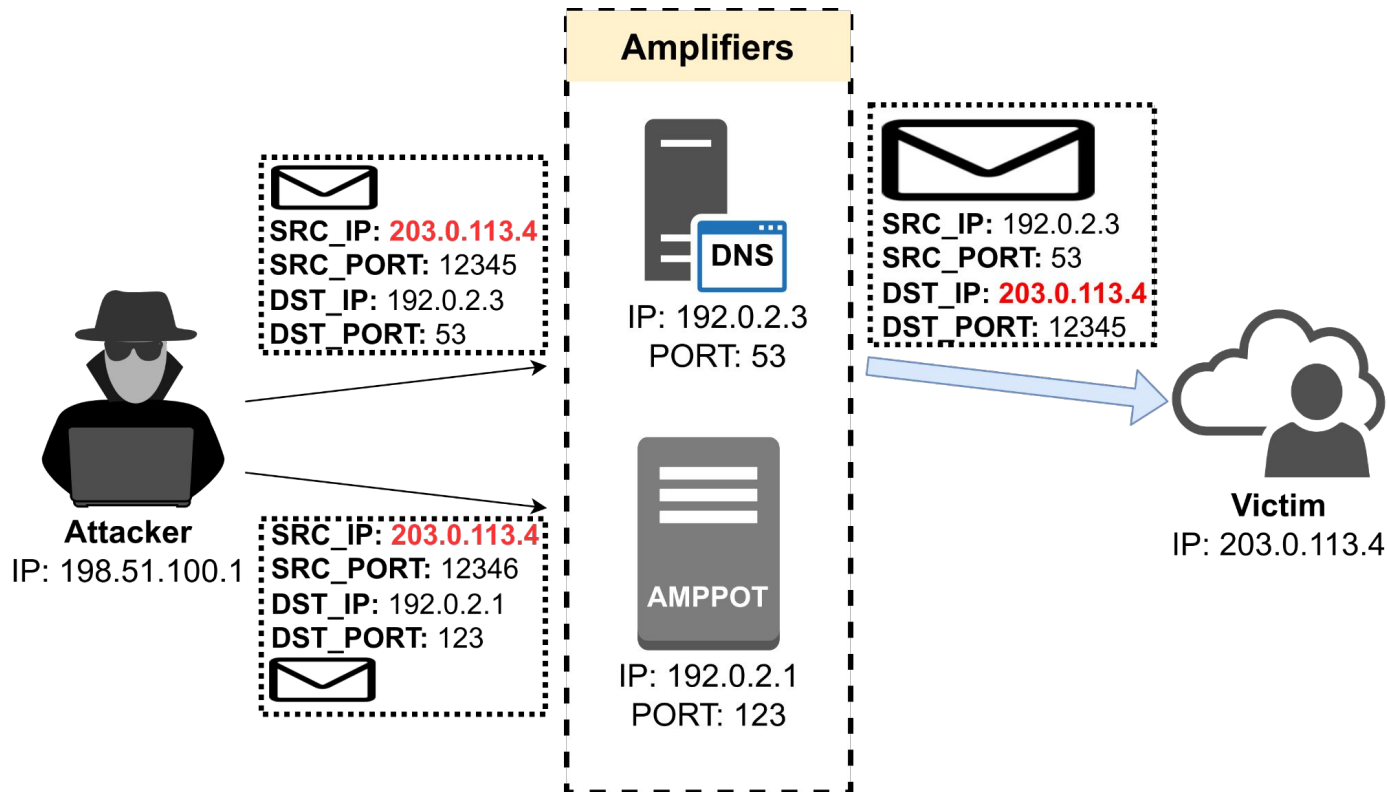 Amplifiers
SRC_IP: 203.0.113.4
SRC_PORT: 12345
DST_IP: 192.0.2.3
DST_PORT: 53
DNS
IP: 192.0.2.3
PORT: 53
SRC_IP: 192.0.2.3
SRC_PORT: 53
DST_IP: 203.0.113.4
DST_PORT: 12345
Attacker
IP: 198.51.100.1
SRC_IP: 203.0.113.4
SRC_PORT: 12346
DST_IP: 192.0.2.1
DST_PORT: 123
AMPPOT
IP: 192.0.2.1
PORT: 123
Victim
IP: 203.0.113.4